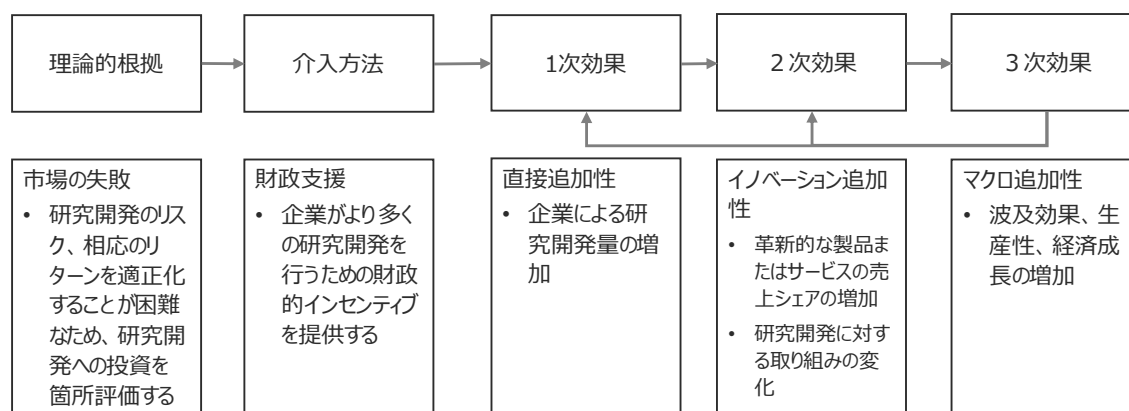 理論的根拠
介入方法
1次効果
２次効果
３次効果
市場の失敗
• 研究開発のリス
ク、相応のリ
ターンを適正化
することが困難
なため、研究開
発への投資を
箇所評価する
財政支援
• 企業がより多く
の研究開発を
行うための財政
的インセンティブ
を提供する
直接追加性
• 企業による研
究開発量の増
加
イノベーション追加
性
• 革新的な製品ま
たはサービスの売
上シェアの増加
• 研究開発に対す
る取り組みの変
化
マクロ追加性
• 波及効果、生
産性、経済成
長の増加